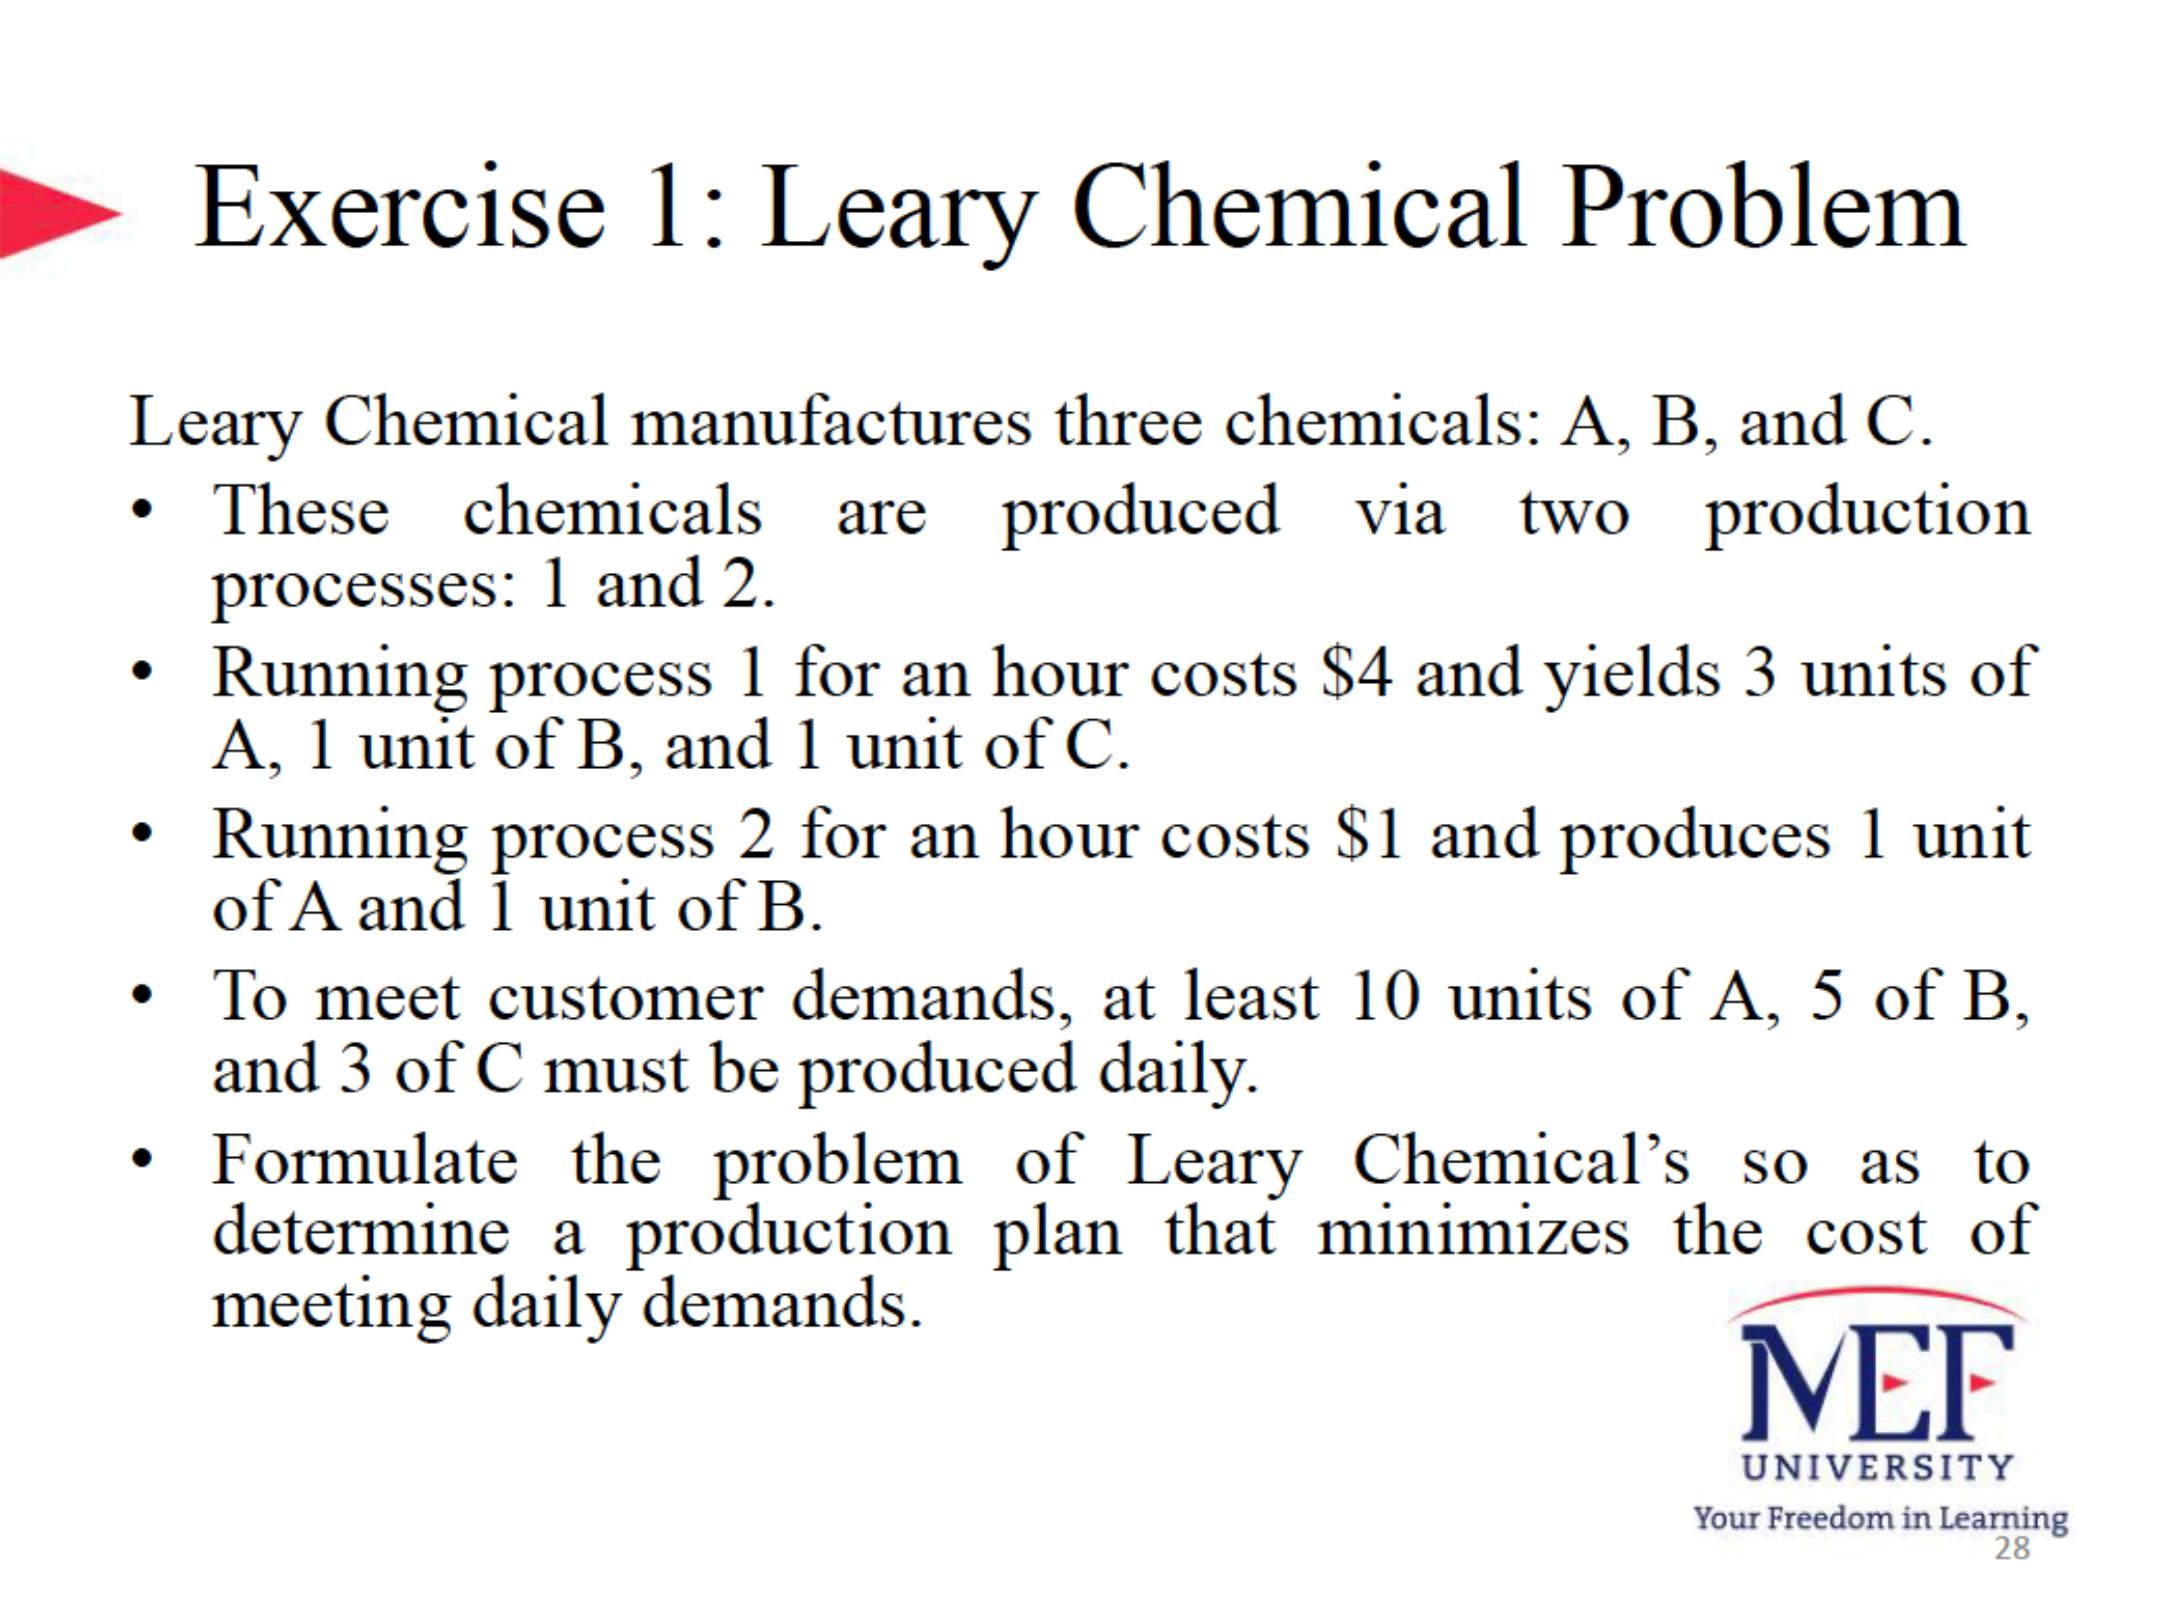 Exercise 1: Leary Chemical Problem
Leary Chemical manufactures three chemicals: A, B, and C.
• These chemicals are produced via two production
processes: 1 and 2.
• Running process 1 for an hour costs $4 and yields 3 units of
A, 1 unit of B, and 1 unit of C.
• Running process 2 for an hour costs $1 and produces 1 unit
of A and 1 unit of B.
• To meet customer demands, at least 10 units of A, 5 of B,
and 3 of C must be produced daily.
• Formulate the problem of Leary Chemical’s so as to
determine a production plan that minimizes the cost of
meeting daily demands.
MEF
UNIVERSITY
Your Freedom in Learning
28